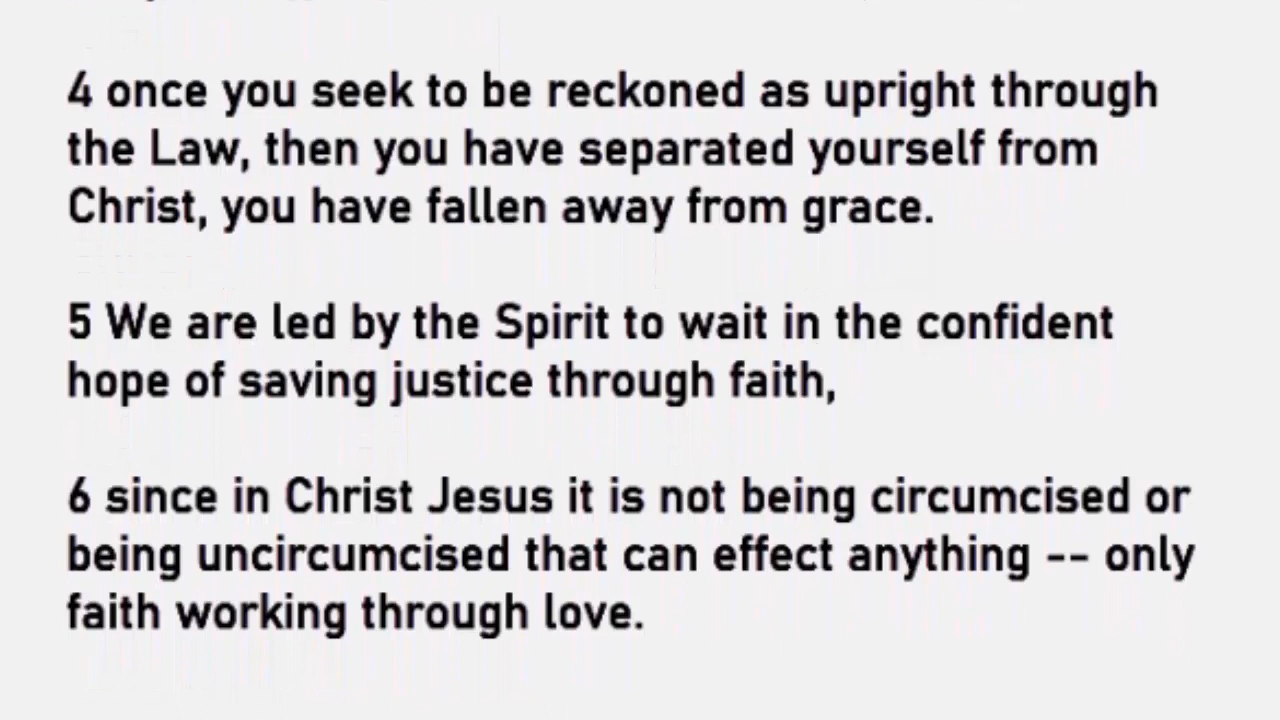 4 once you seek to be reckoned as upright through
the Law, then you have separated yourself from
Christ, you have fallen away from grace.
5 We are led by the Spirit to wait in the confident
hope of saving justice through faith,
6 since in Christ Jesus it is not being circumcised or
being uncircumcised that can effect anything -- only
faith working through love.